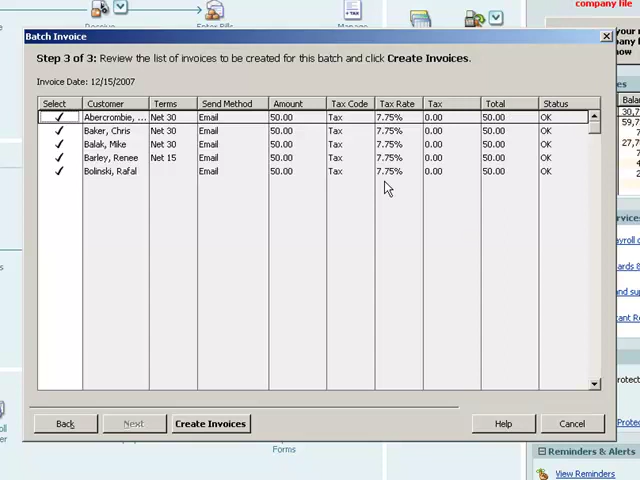 company file
Manage
Batch Invoice
Step 3 of 3: Review the list of invoices to be created for this batch and click Create Invoices.
Invoice Date: 12/15/2007
Select Customer Terms Send Method Amount Tax Code Tax Rate Tax Total Status
Abercrombie, ... Net 30 Email 50.00 Tax 7.75% 0.00 50.00 OK
Baker, Chris Net 30 Email 50.00 Tax 7.75% 0.00 50.00 OK
Balak, Mike Net 30 Email 50.00 Tax 7.75% 0.00 50.00 OK
Barley, Renee Net 15 Email 50.00 Tax 7.75% 0.00 50.00 OK
Bolinski, Rafal Email 50.00 Tax 7.75% 0.00 50.00 OK
Back Next Create Invoices Help Cancel
Forms
Reminders & Alerts
View Reminders